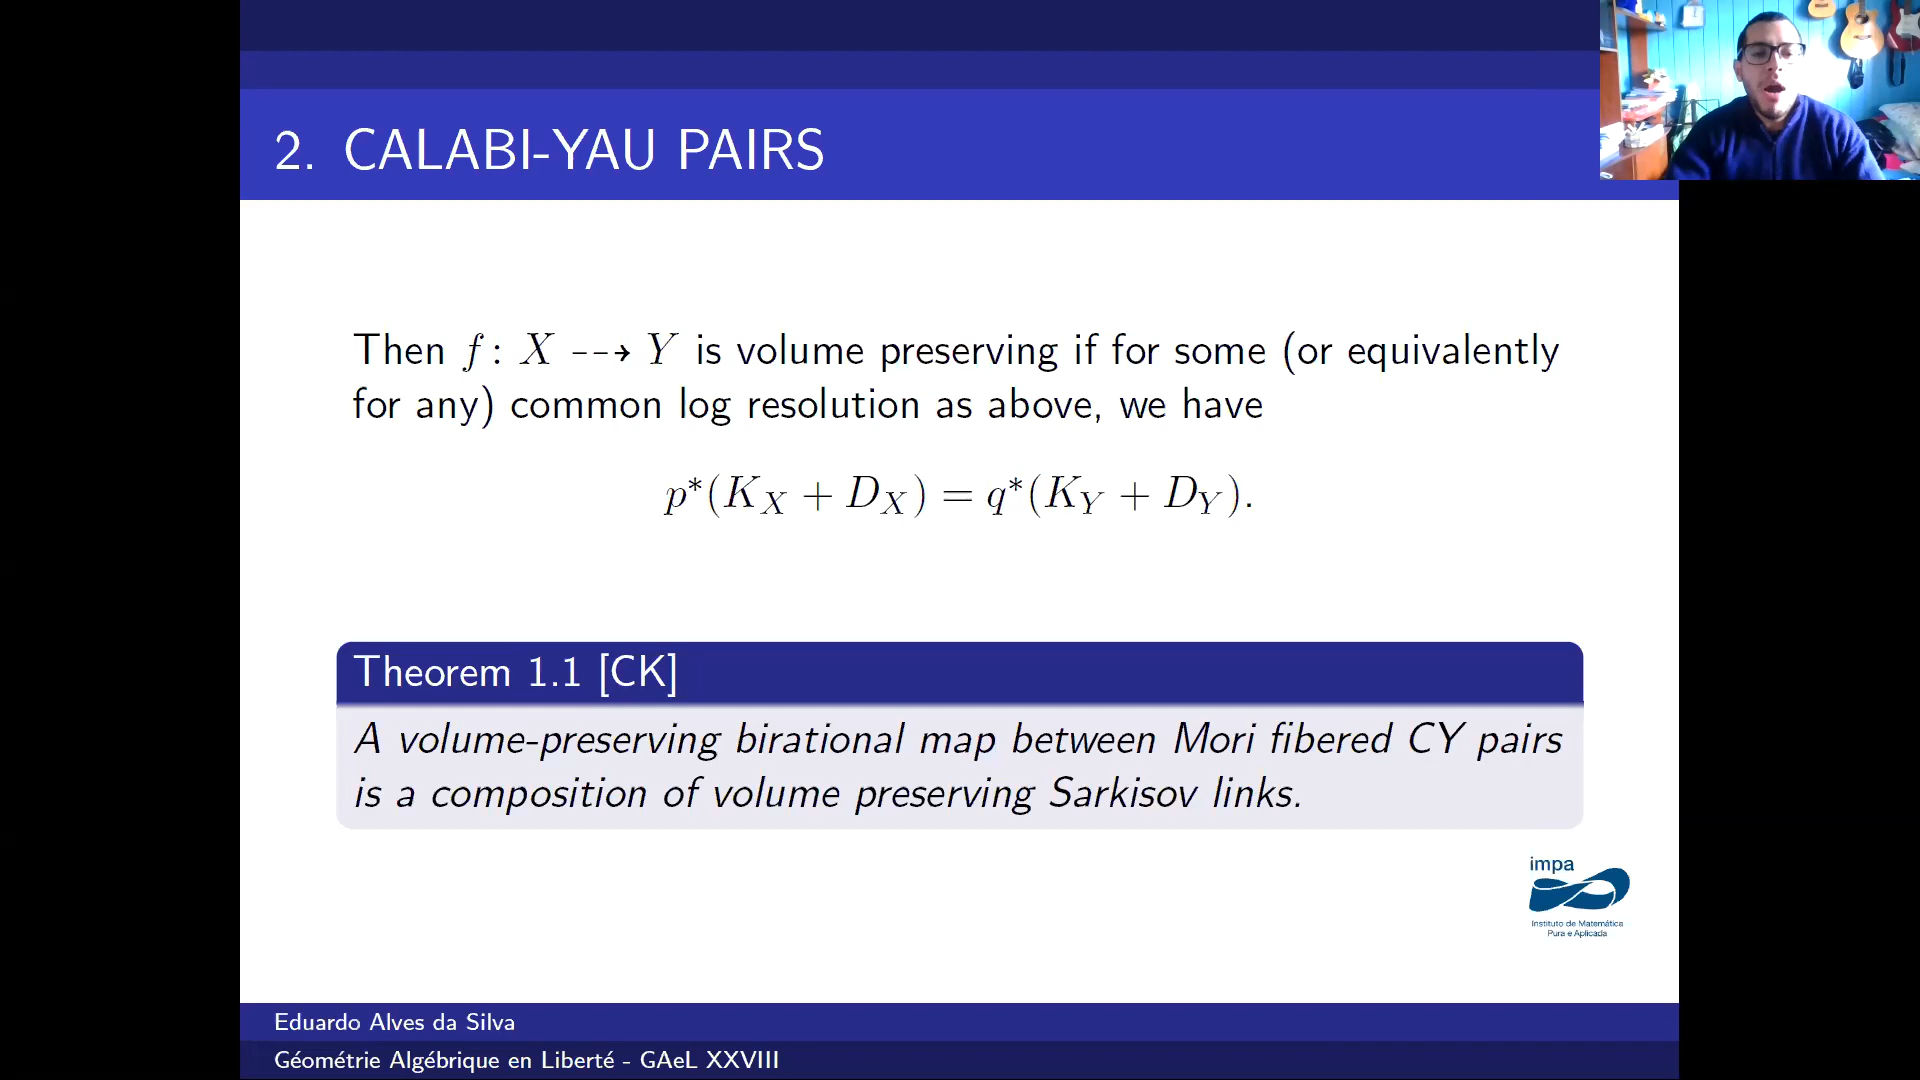 2. CALABI-YAU PAIRS
Then f : X ⇢ Y is volume preserving if for some (or equivalently
for any) common log resolution as above, we have
p*(K_X + D_X) = q*(K_Y + D_Y).
Theorem 1.1 [CK]
A volume-preserving birational map between Mori fibered CY pairs
is a composition of volume preserving Sarkisov links.
impa
Instituto de Matemática
Pura e Aplicada
Eduardo Alves da Silva
Géométrie Algébrique en Liberté - GAeL XXVIII